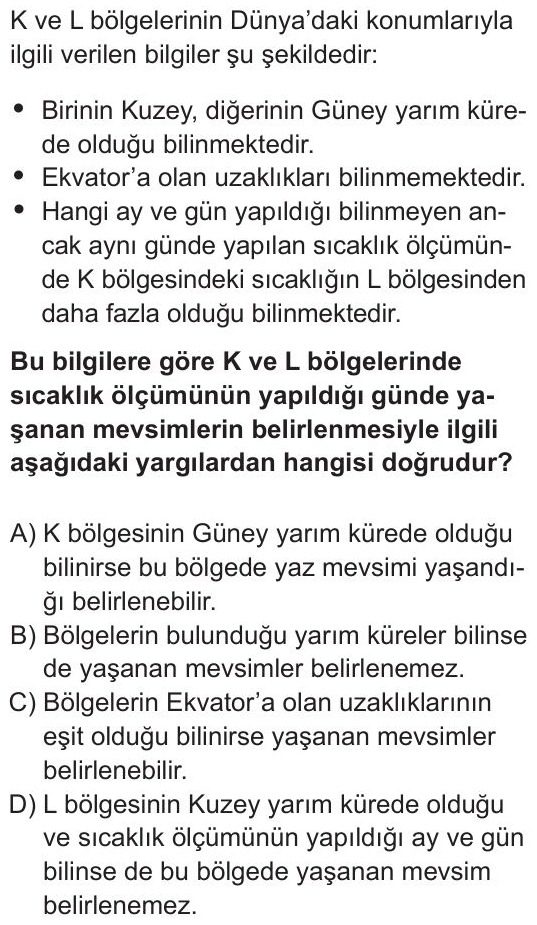 K ve L bölgelerinin Dünya'daki konumlarıyla
ilgili verilen bilgiler şu şekildedir:
• Birinin Kuzey, diğerinin Güney yarım küre-
de olduğu bilinmektedir.
• Ekvator'a olan uzaklıkları bilinmemektedir.
• Hangi ay ve gün yapıldığı bilinmeyen an-
cak aynı günde yapılan sıcaklık ölçümün-
de K bölgesindeki sıcaklığın L bölgesinden
daha fazla olduğu bilinmektedir.
Bu bilgilere göre K ve L bölgelerinde
sıcaklık ölçümünün yapıldığı günde ya-
şanan mevsimlerin belirlenmesiyle ilgili
aşağıdaki yargılardan hangisi doğrudur?
A) K bölgesinin Güney yarım kürede olduğu
bilinirse bu bölgede yaz mevsimi yaşandı-
ğı belirlenebilir.
B) Bölgelerin bulunduğu yarım küreler bilinse
de yaşanan mevsimler belirlenemez.
C) Bölgelerin Ekvator'a olan uzaklıklarının
eşit olduğu bilinirse yaşanan mevsimler
belirlenebilir.
D) L bölgesinin Kuzey yarım kürede olduğu
ve sıcaklık ölçümünün yapıldığı ay ve gün
bilinse de bu bölgede yaşanan mevsim
belirlenemez.